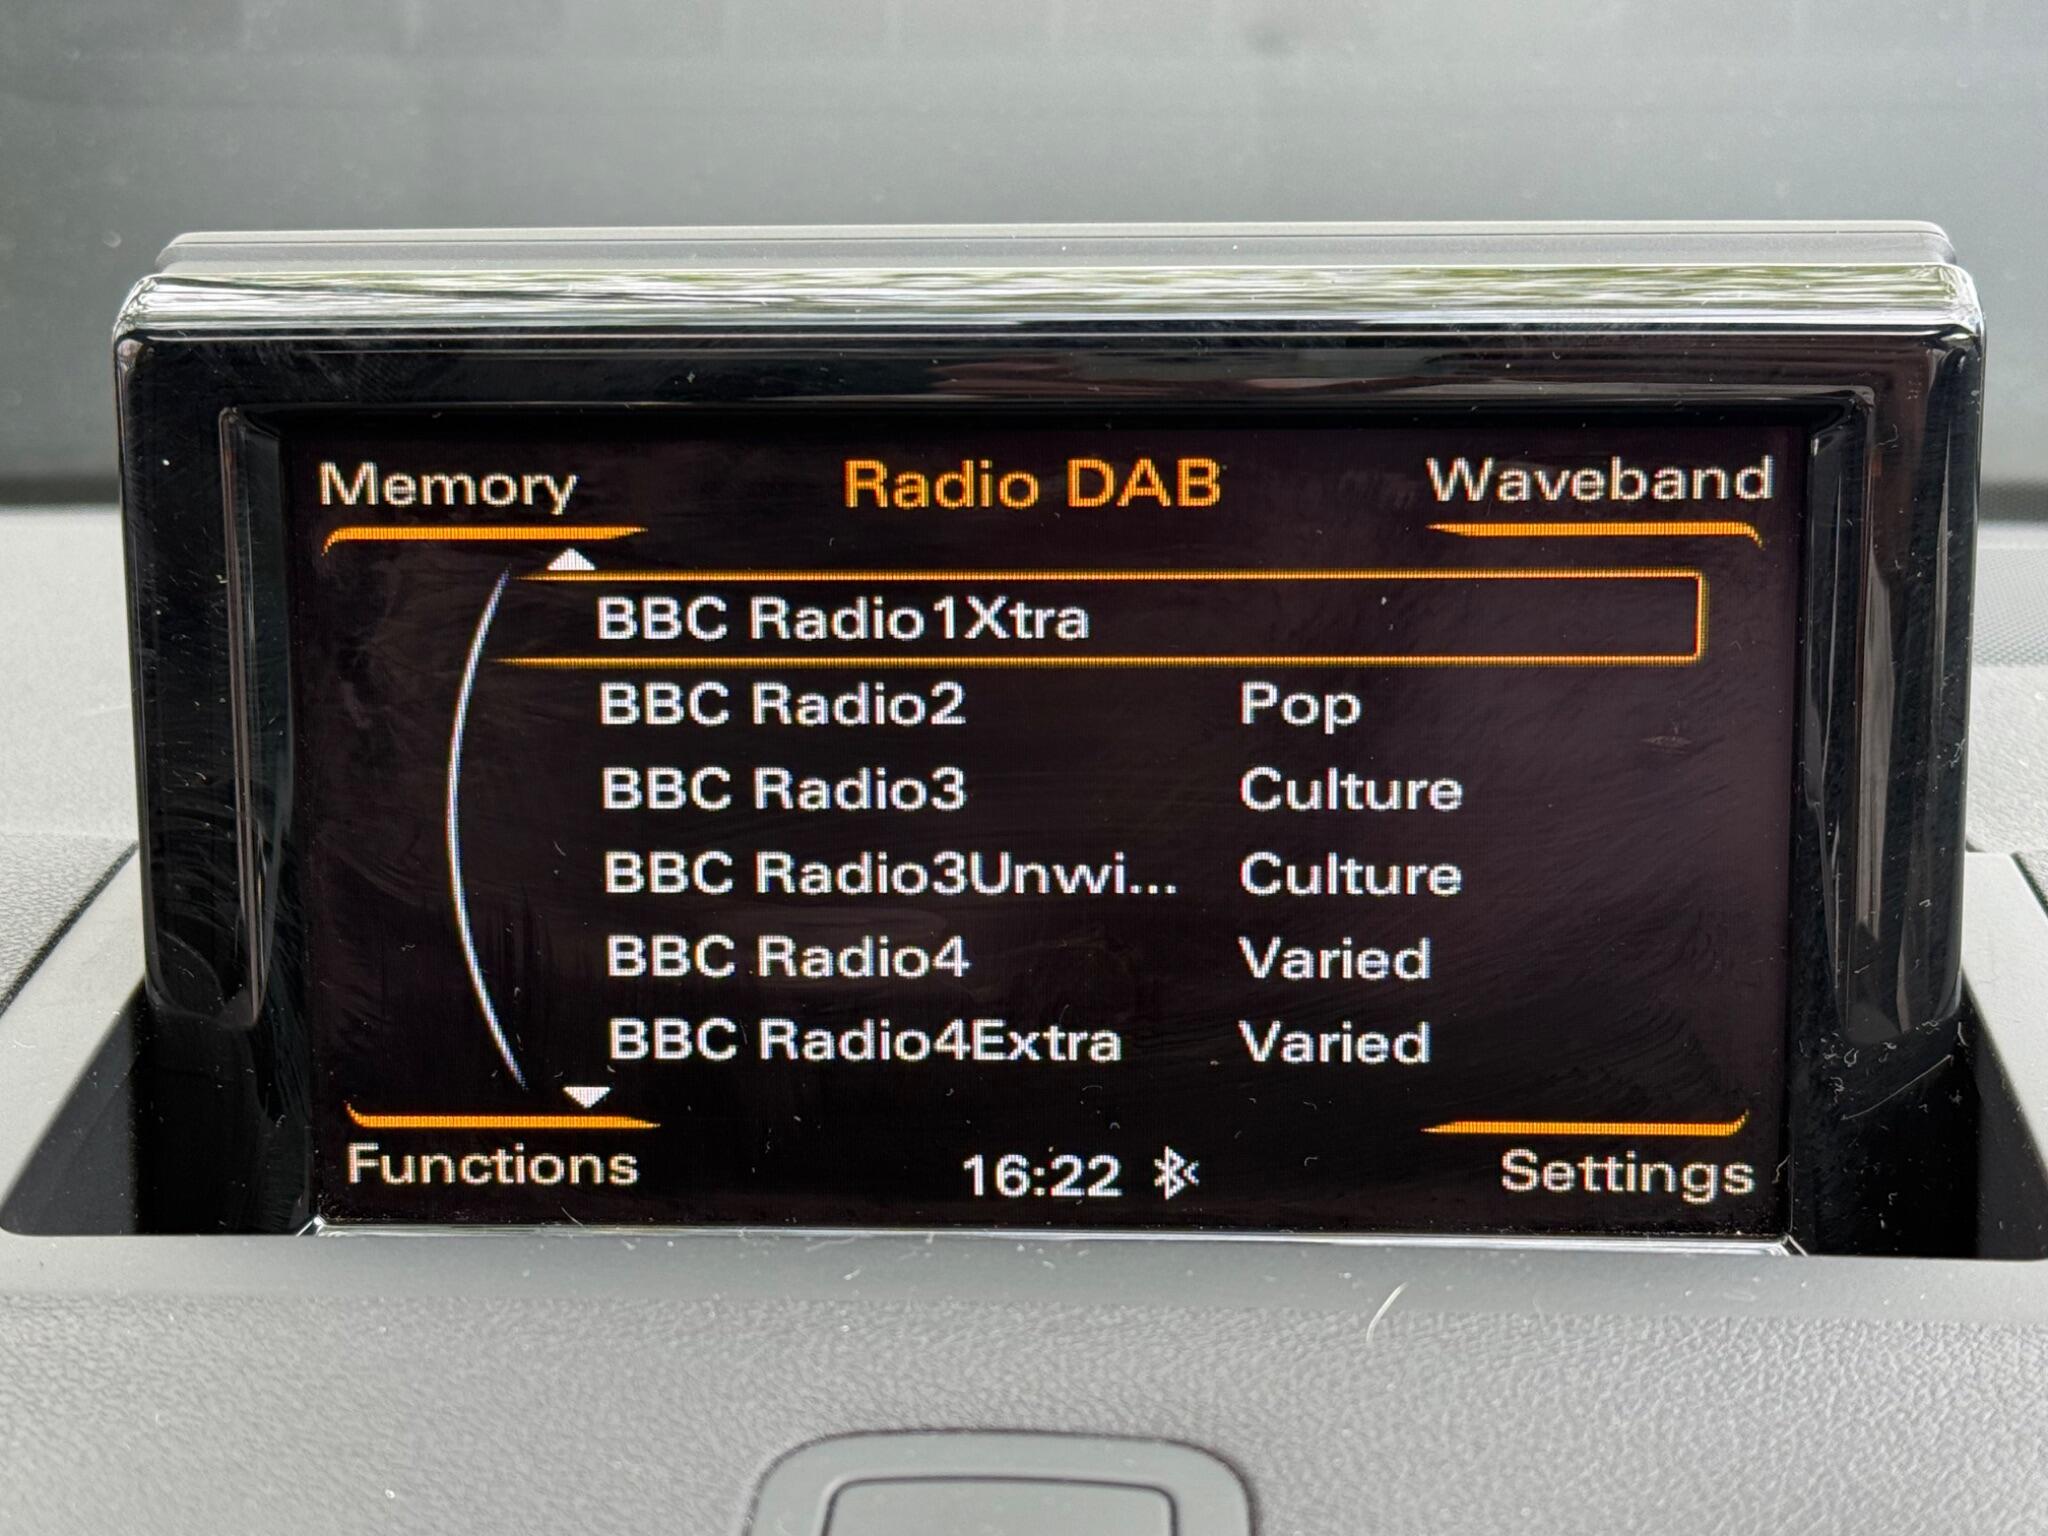 Memory Radio DAB Waveband
BBC Radio1Xtra
BBC Radio2 Pop
BBC Radio3 Culture
BBC Radio3Unwi... Culture
BBC Radio4 Varied
BBC Radio4Extra Varied
Functions 16:22 Settings